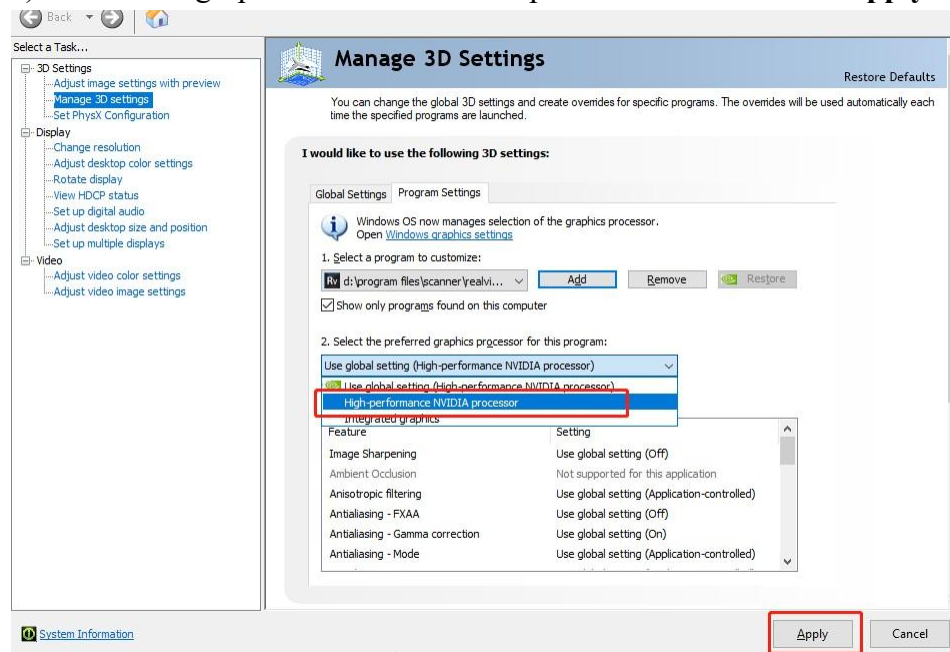 Back
Select a Task...
3D Settings
Adjust image settings with preview
Manage 3D settings
Set PhysX Configuration
Display
Change resolution
Adjust desktop color settings
Rotate display
View HDCP status
Set up digital audio
Adjust desktop size and position
Set up multiple displays
Video
Adjust video color settings
Adjust video image settings
System Information
Manage 3D Settings
Restore Defaults
You can change the global 3D settings and create overrides for specific programs. The overrides will be used automatically each
time the specified programs are launched.
I would like to use the following 3D settings:
Global Settings Program Settings
Windows OS now manages selection of the graphics processor.
Open Windows graphics settings
1. Select a program to customize:
Rv d:\program files\scanner\realvi... Add Remove Restore
Show only programs found on this computer
2. Select the preferred graphics processor for this program:
Use global setting (High-performance NVIDIA processor)
Use global setting (High-performance NVIDIA processor)
High-performance NVIDIA processor
Integrated graphics
Feature Setting
Image Sharpening Use global setting (Off)
Ambient Occlusion Not supported for this application
Anisotropic filtering Use global setting (Application-controlled)
Antialiasing - FXAA Use global setting (Off)
Antialiasing - Gamma correction Use global setting (On)
Antialiasing - Mode Use global setting (Application-controlled)
Apply Cancel